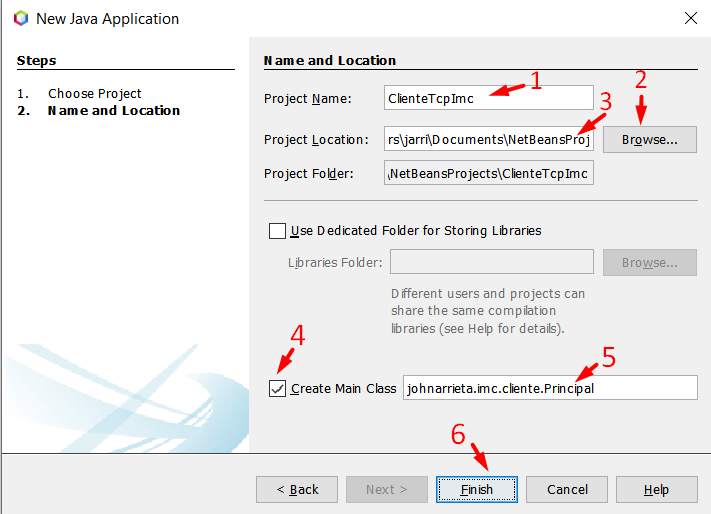 New Java Application
Steps
1. Choose Project
2. Name and Location
Name and Location
1
Project Name: ClienteTcpImc
3
2
Project Location: rs\jarri\Documents\NetBeansProj Browse...
Project Folder: \NetBeansProjects\ClienteTcpImc
Use Dedicated Folder for Storing Libraries
Libraries Folder: Browse...
Different users and projects can
share the same compilation
libraries (see Help for details).
4
5
Create Main Class johnarrieta.imc.cliente.Principal
6
< Back Next > Finish Cancel Help